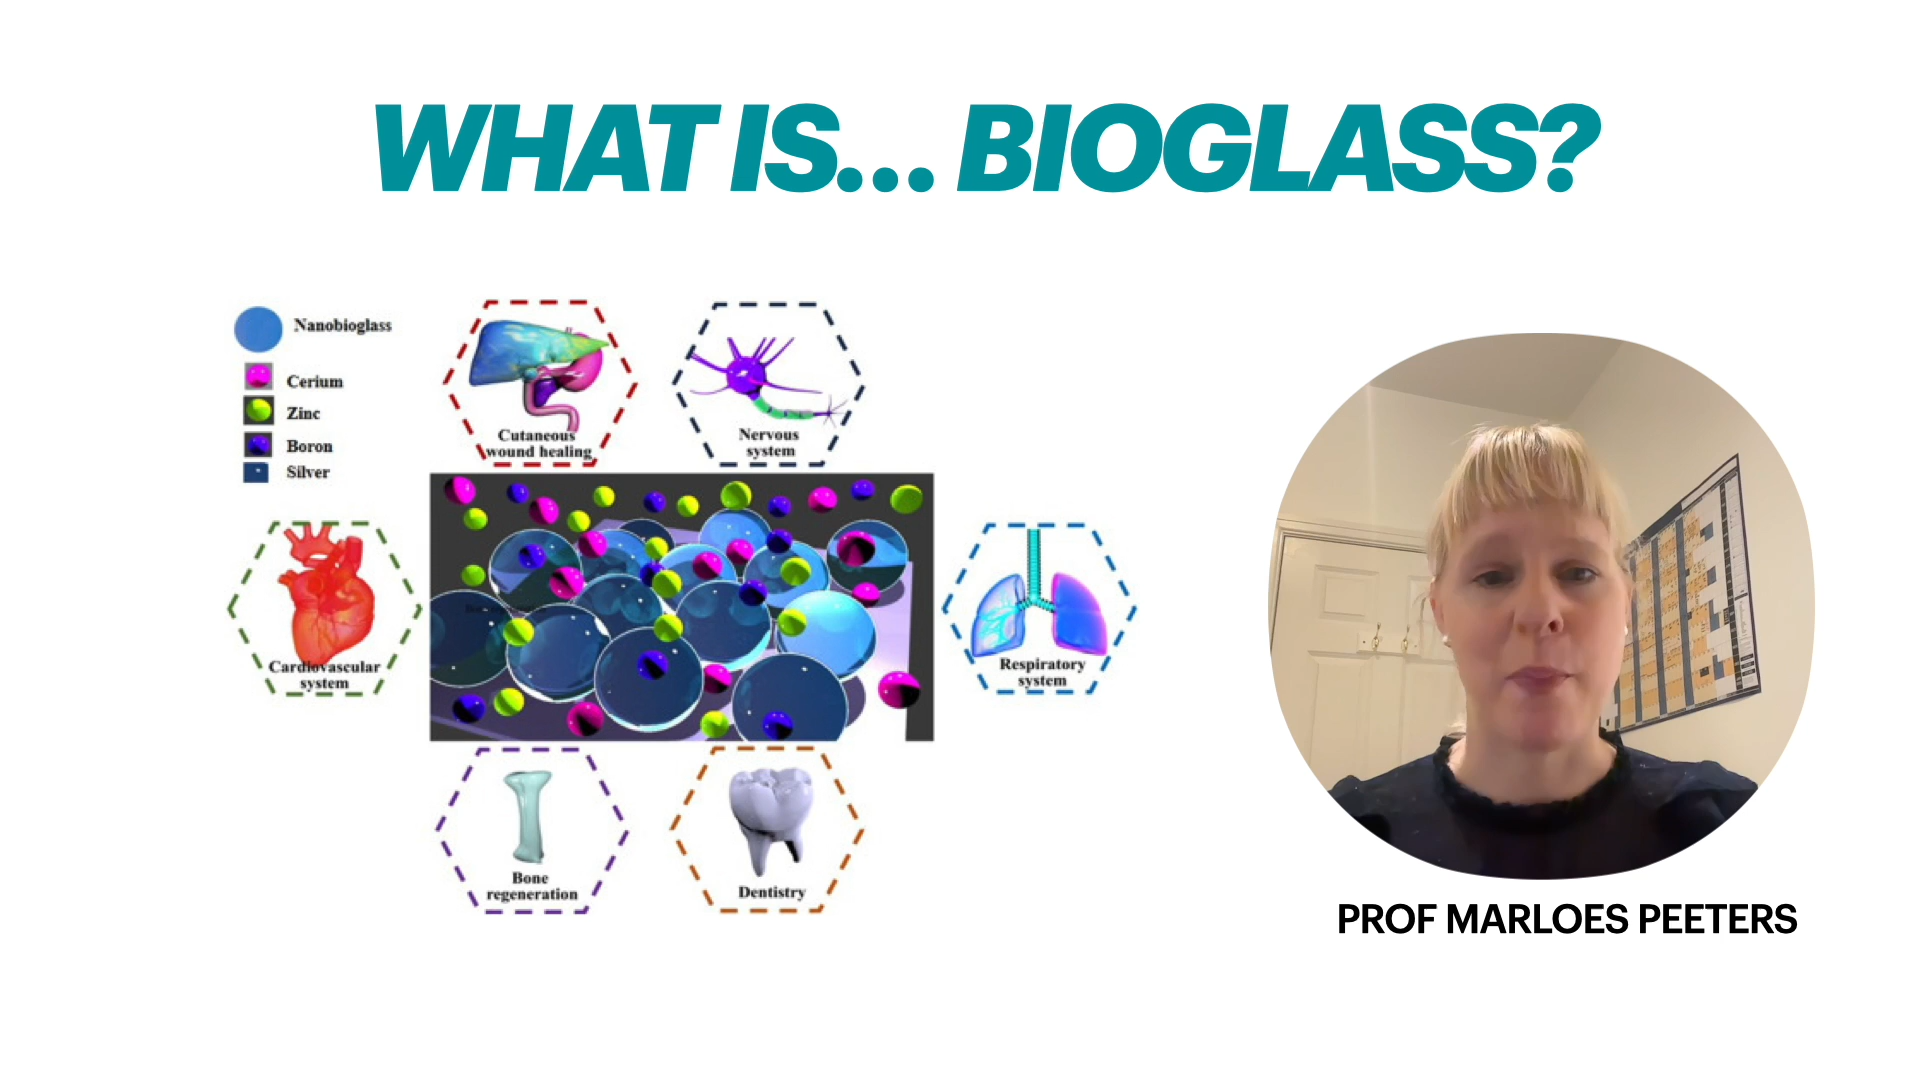 WHAT IS... BIOGLASS?
Nanobioglass
Cerium
Zinc
Boron
Silver
Cutaneous
wound healing
Nervous
system
Cardiovascular
system
Respiratory
system
Bone
regeneration
Dentistry
PROF MARLOES PEETERS